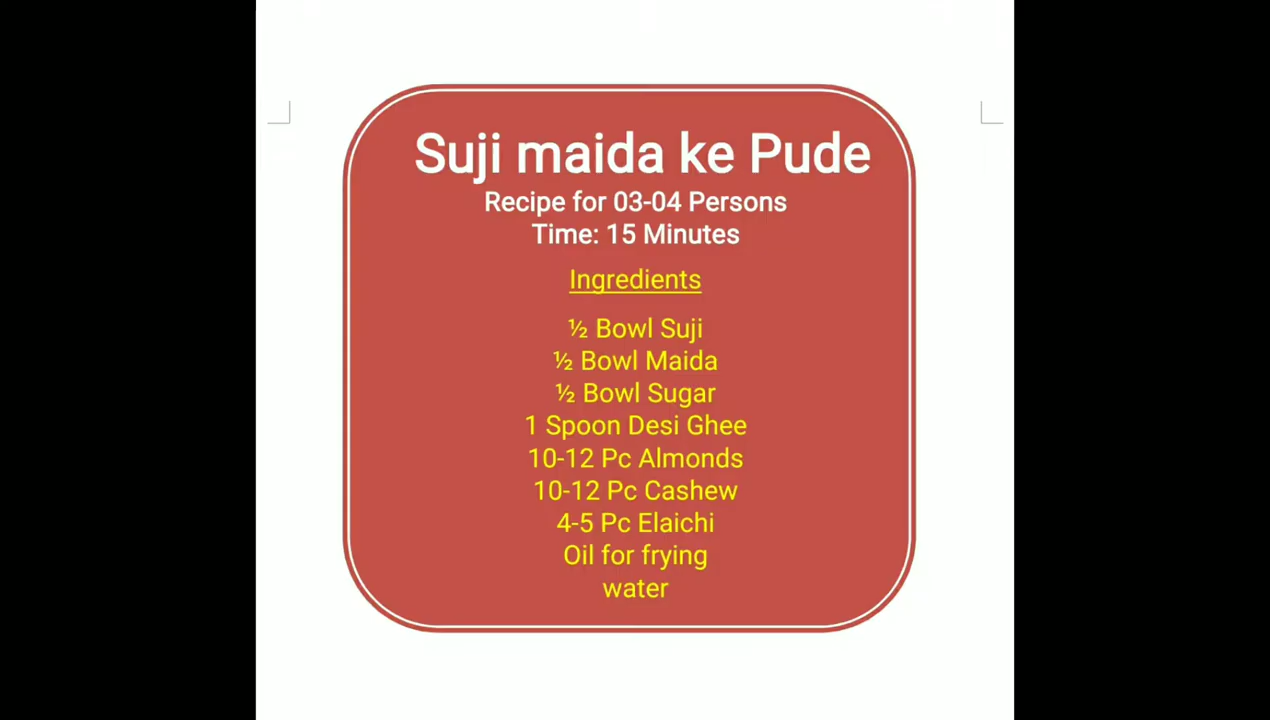 Suji maida ke Pude
Recipe for 03-04 Persons
Time: 15 Minutes
Ingredients
½ Bowl Suji
½ Bowl Maida
½ Bowl Sugar
1 Spoon Desi Ghee
10-12 Pc Almonds
10-12 Pc Cashew
4-5 Pc Elaichi
Oil for frying
water